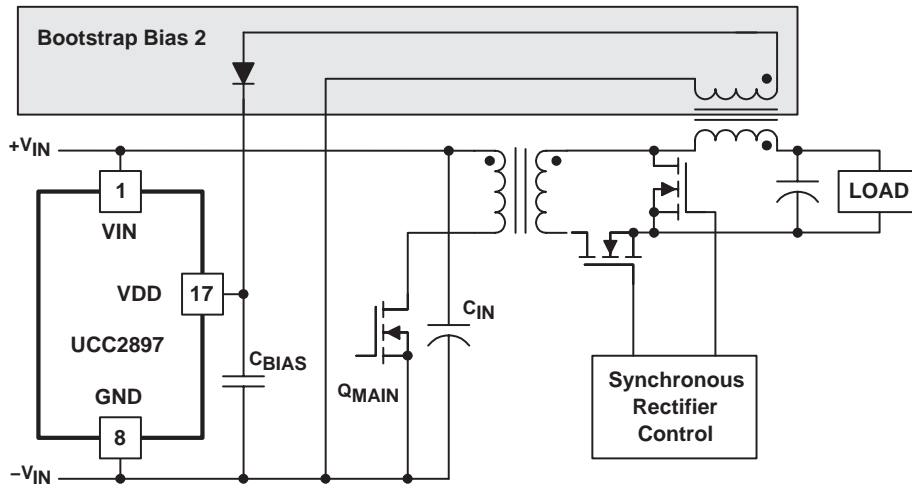 Bootstrap Bias 2
+VIN
1
VIN
VDD
17
UCC2897
CBIAS
GND
8
−VIN
QMAIN
CIN
LOAD
Synchronous
Rectifier
Control